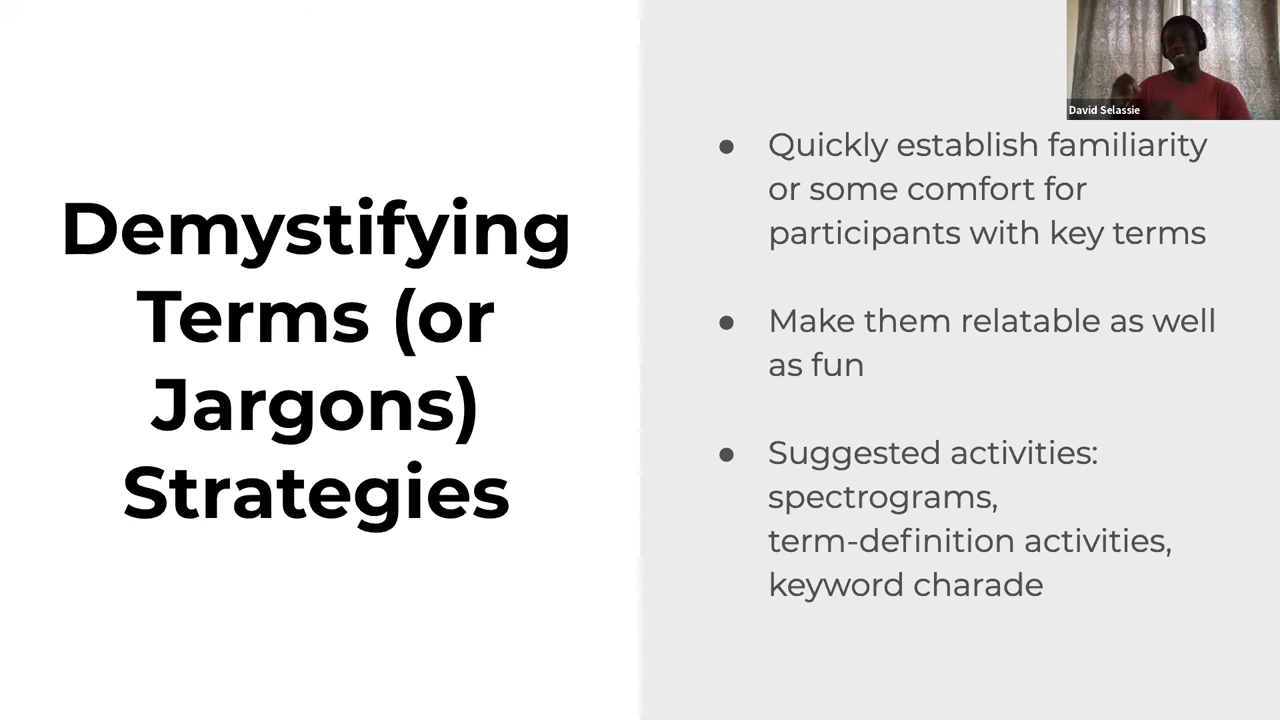 Demystifying
Terms (or
Jargons)
Strategies
David Selassie
● Quickly establish familiarity
or some comfort for
participants with key terms
● Make them relatable as well
as fun
● Suggested activities:
spectrograms,
term-definition activities,
keyword charade